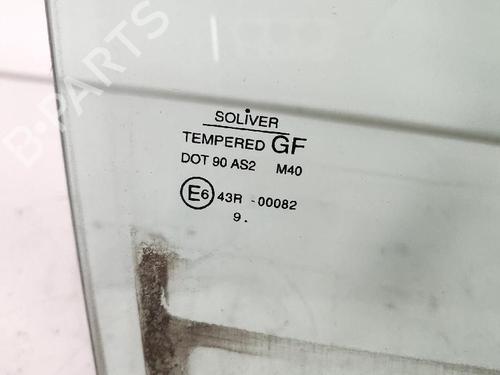 B-PARTS
SOLIVER
TEMPERED GF
DOT 90 AS2 M40
E6 43R - 00082
9.